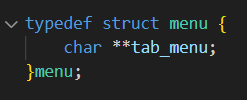 typedef struct menu {
    char **tab_menu;
}menu;